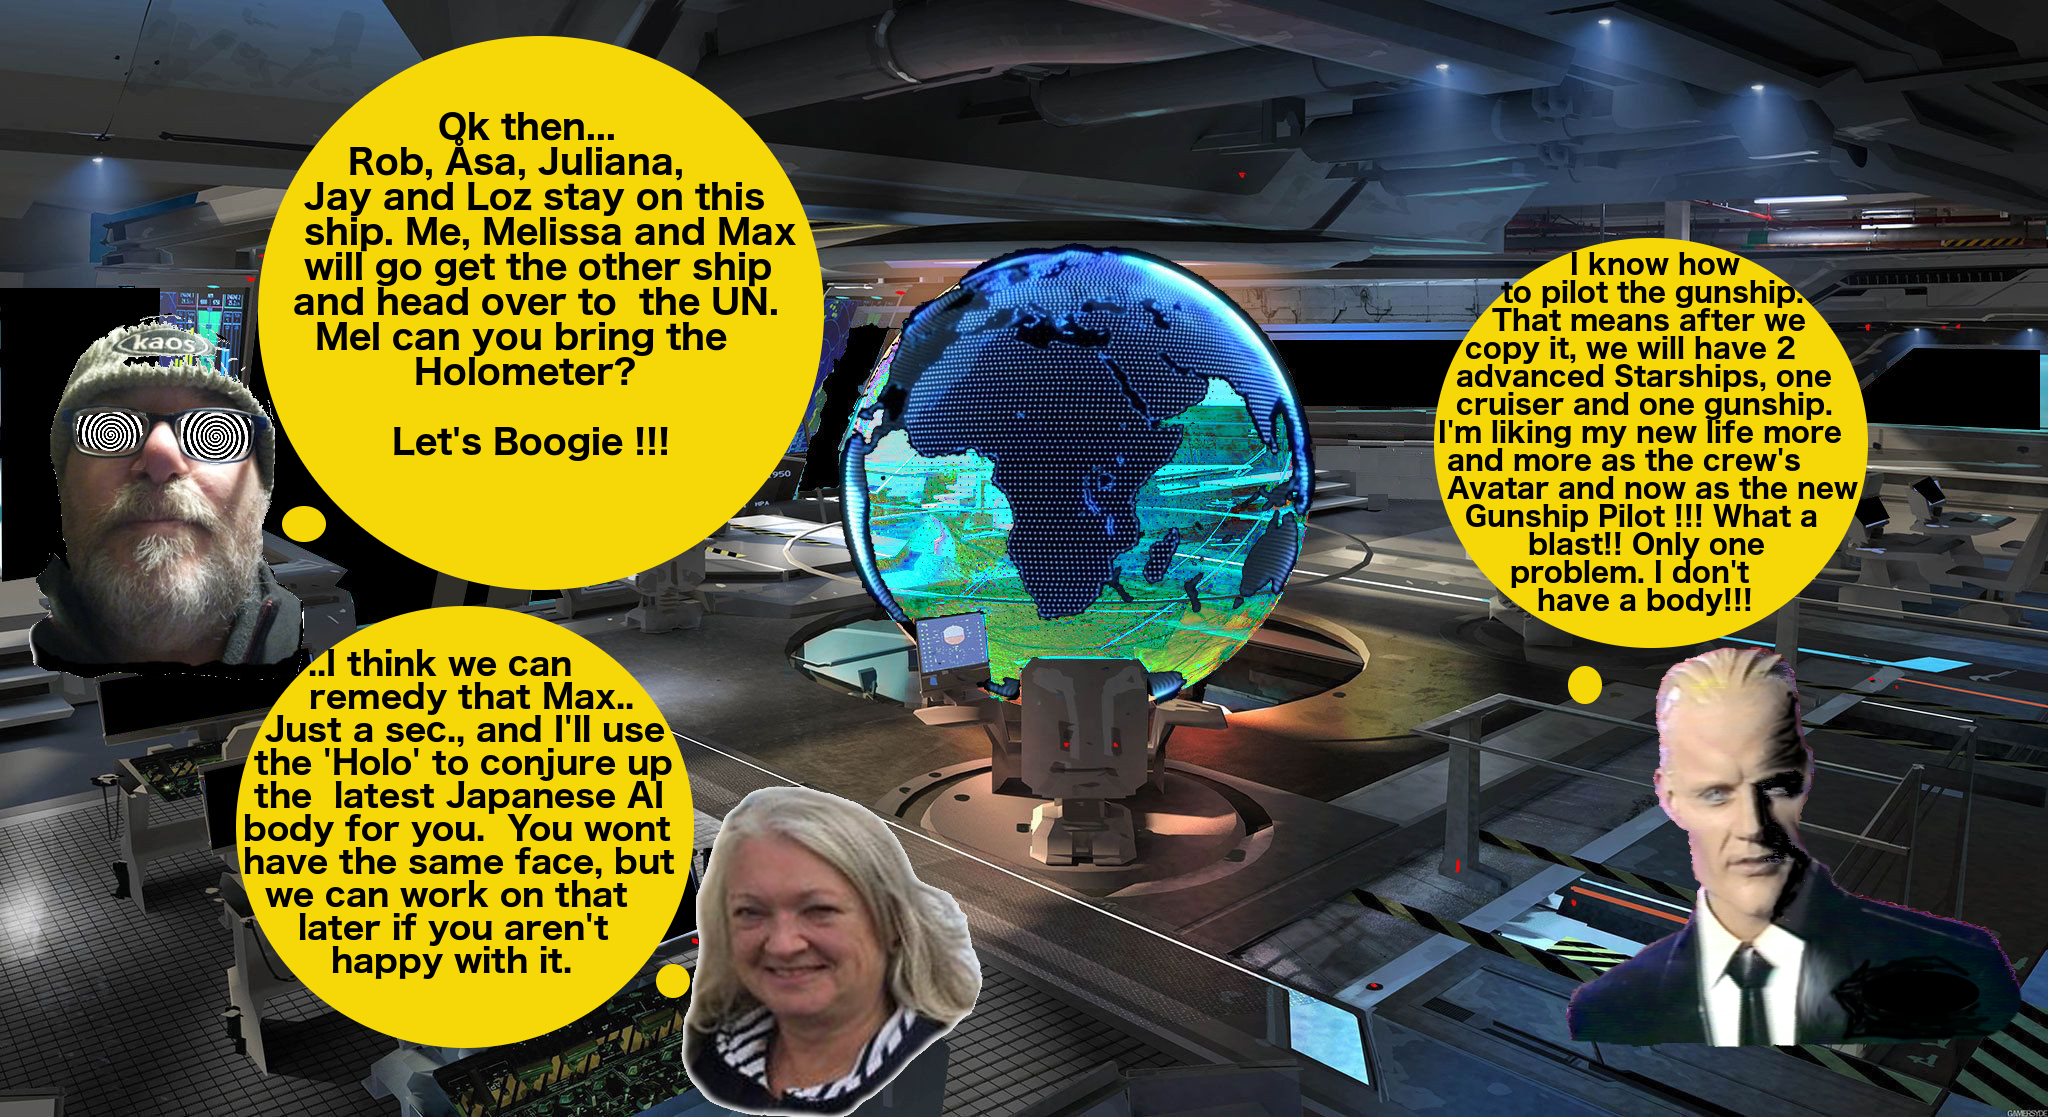 Ok then...
Rob, Åsa, Juliana,
Jay and Loz stay on this
ship. Me, Melissa and Max
will go get the other ship
and head over to the UN.
Mel can you bring the
Holometer?
Let's Boogie !!!
I know how
to pilot the gunship.
That means after we
copy it, we will have 2
advanced Starships, one
cruiser and one gunship.
I'm liking my new life more
and more as the crew's
Avatar and now as the new
Gunship Pilot !!! What a
blast!! Only one
problem. I don't
have a body!!!
kaos
..I think we can
remedy that Max..
Just a sec., and I'll use
the 'Holo' to conjure up
the latest Japanese AI
body for you. You wont
have the same face, but
we can work on that
later if you aren't
happy with it.
950
HPA
GAMERSYDE